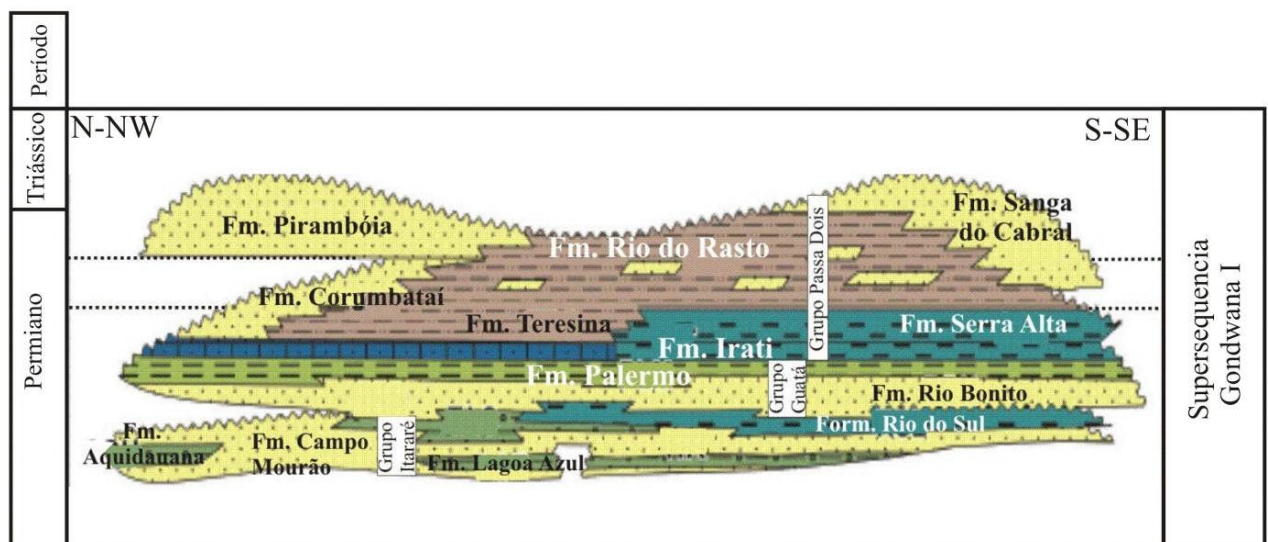 Período
Triássico
Permiano
N-NW
S-SE
Fm. Pirambóia
Fm. Sanga
do Cabral
Fm. Rio do Rasto
Grupo Passa Dois
Fm. Corumbataí
Fm. Teresina
Fm. Serra Alta
Fm. Irati
Fm. Palermo
Grupo
Guatá
Fm. Rio Bonito
Form. Rio do Sul
Fm.
Aquidauana
Fm. Campo
Mourão
Grupo
Itararé
Fm. Lagoa Azul
Supersequencia
Gondwana I